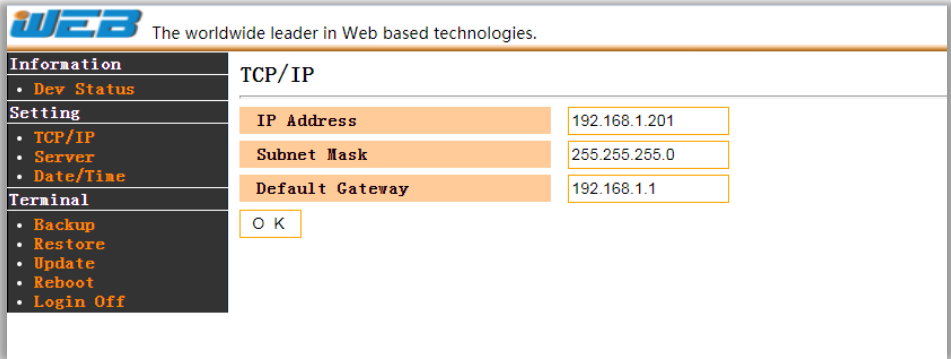 iWEB The worldwide leader in Web based technologies.
Information
• Dev Status
Setting
• TCP/IP
• Server
• Date/Time
Terminal
• Backup
• Restore
• Update
• Reboot
• Login Off
TCP/IP
IP Address 192.168.1.201
Subnet Mask 255.255.255.0
Default Gateway 192.168.1.1
O K